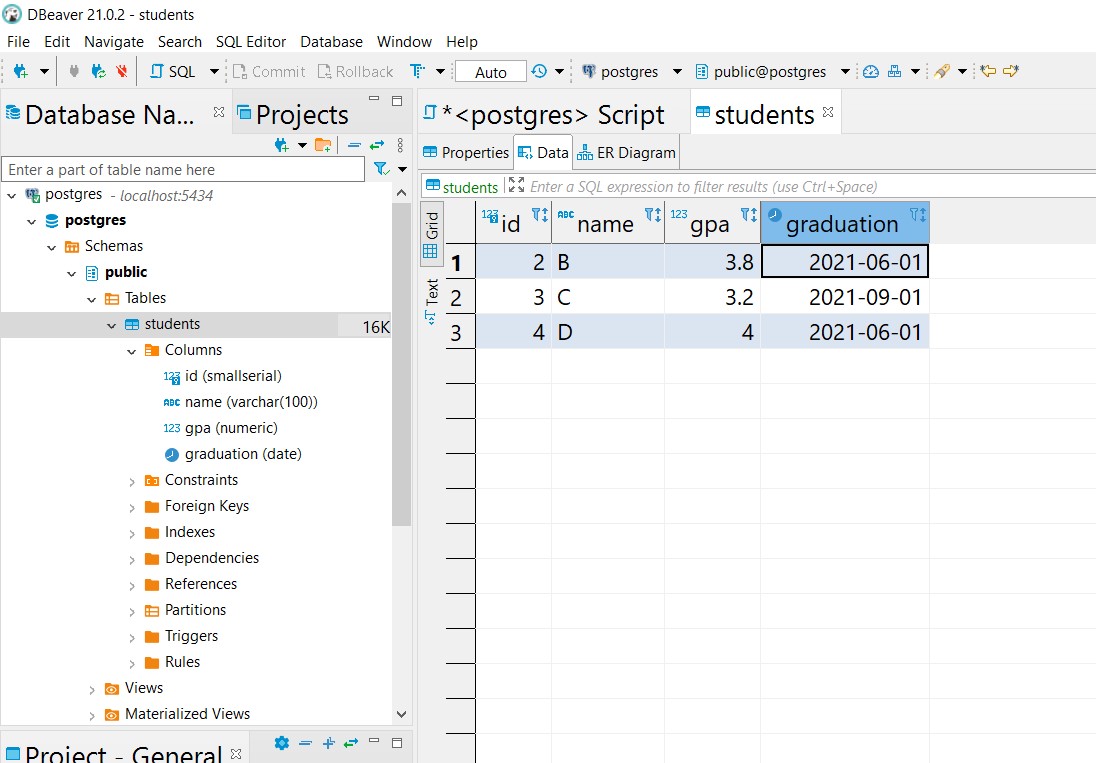 DBeaver 21.0.2 - students
File Edit Navigate Search SQL Editor Database Window Help
SQL Commit Rollback Auto postgres public@postgres
Database Na... Projects
Enter a part of table name here
postgres - localhost:5434
postgres
Schemas
public
Tables
students 16K
Columns
id (smallserial)
name (varchar(100))
gpa (numeric)
graduation (date)
Constraints
Foreign Keys
Indexes
Dependencies
References
Partitions
Triggers
Rules
Views
Materialized Views
Project - General
*<postgres> Script students
Properties Data ER Diagram
students Enter a SQL expression to filter results (use Ctrl+Space)
Grid
Text
123 id ABC name 123 gpa graduation
1 2 B 3.8 2021-06-01
2 3 C 3.2 2021-09-01
3 4 D 4 2021-06-01